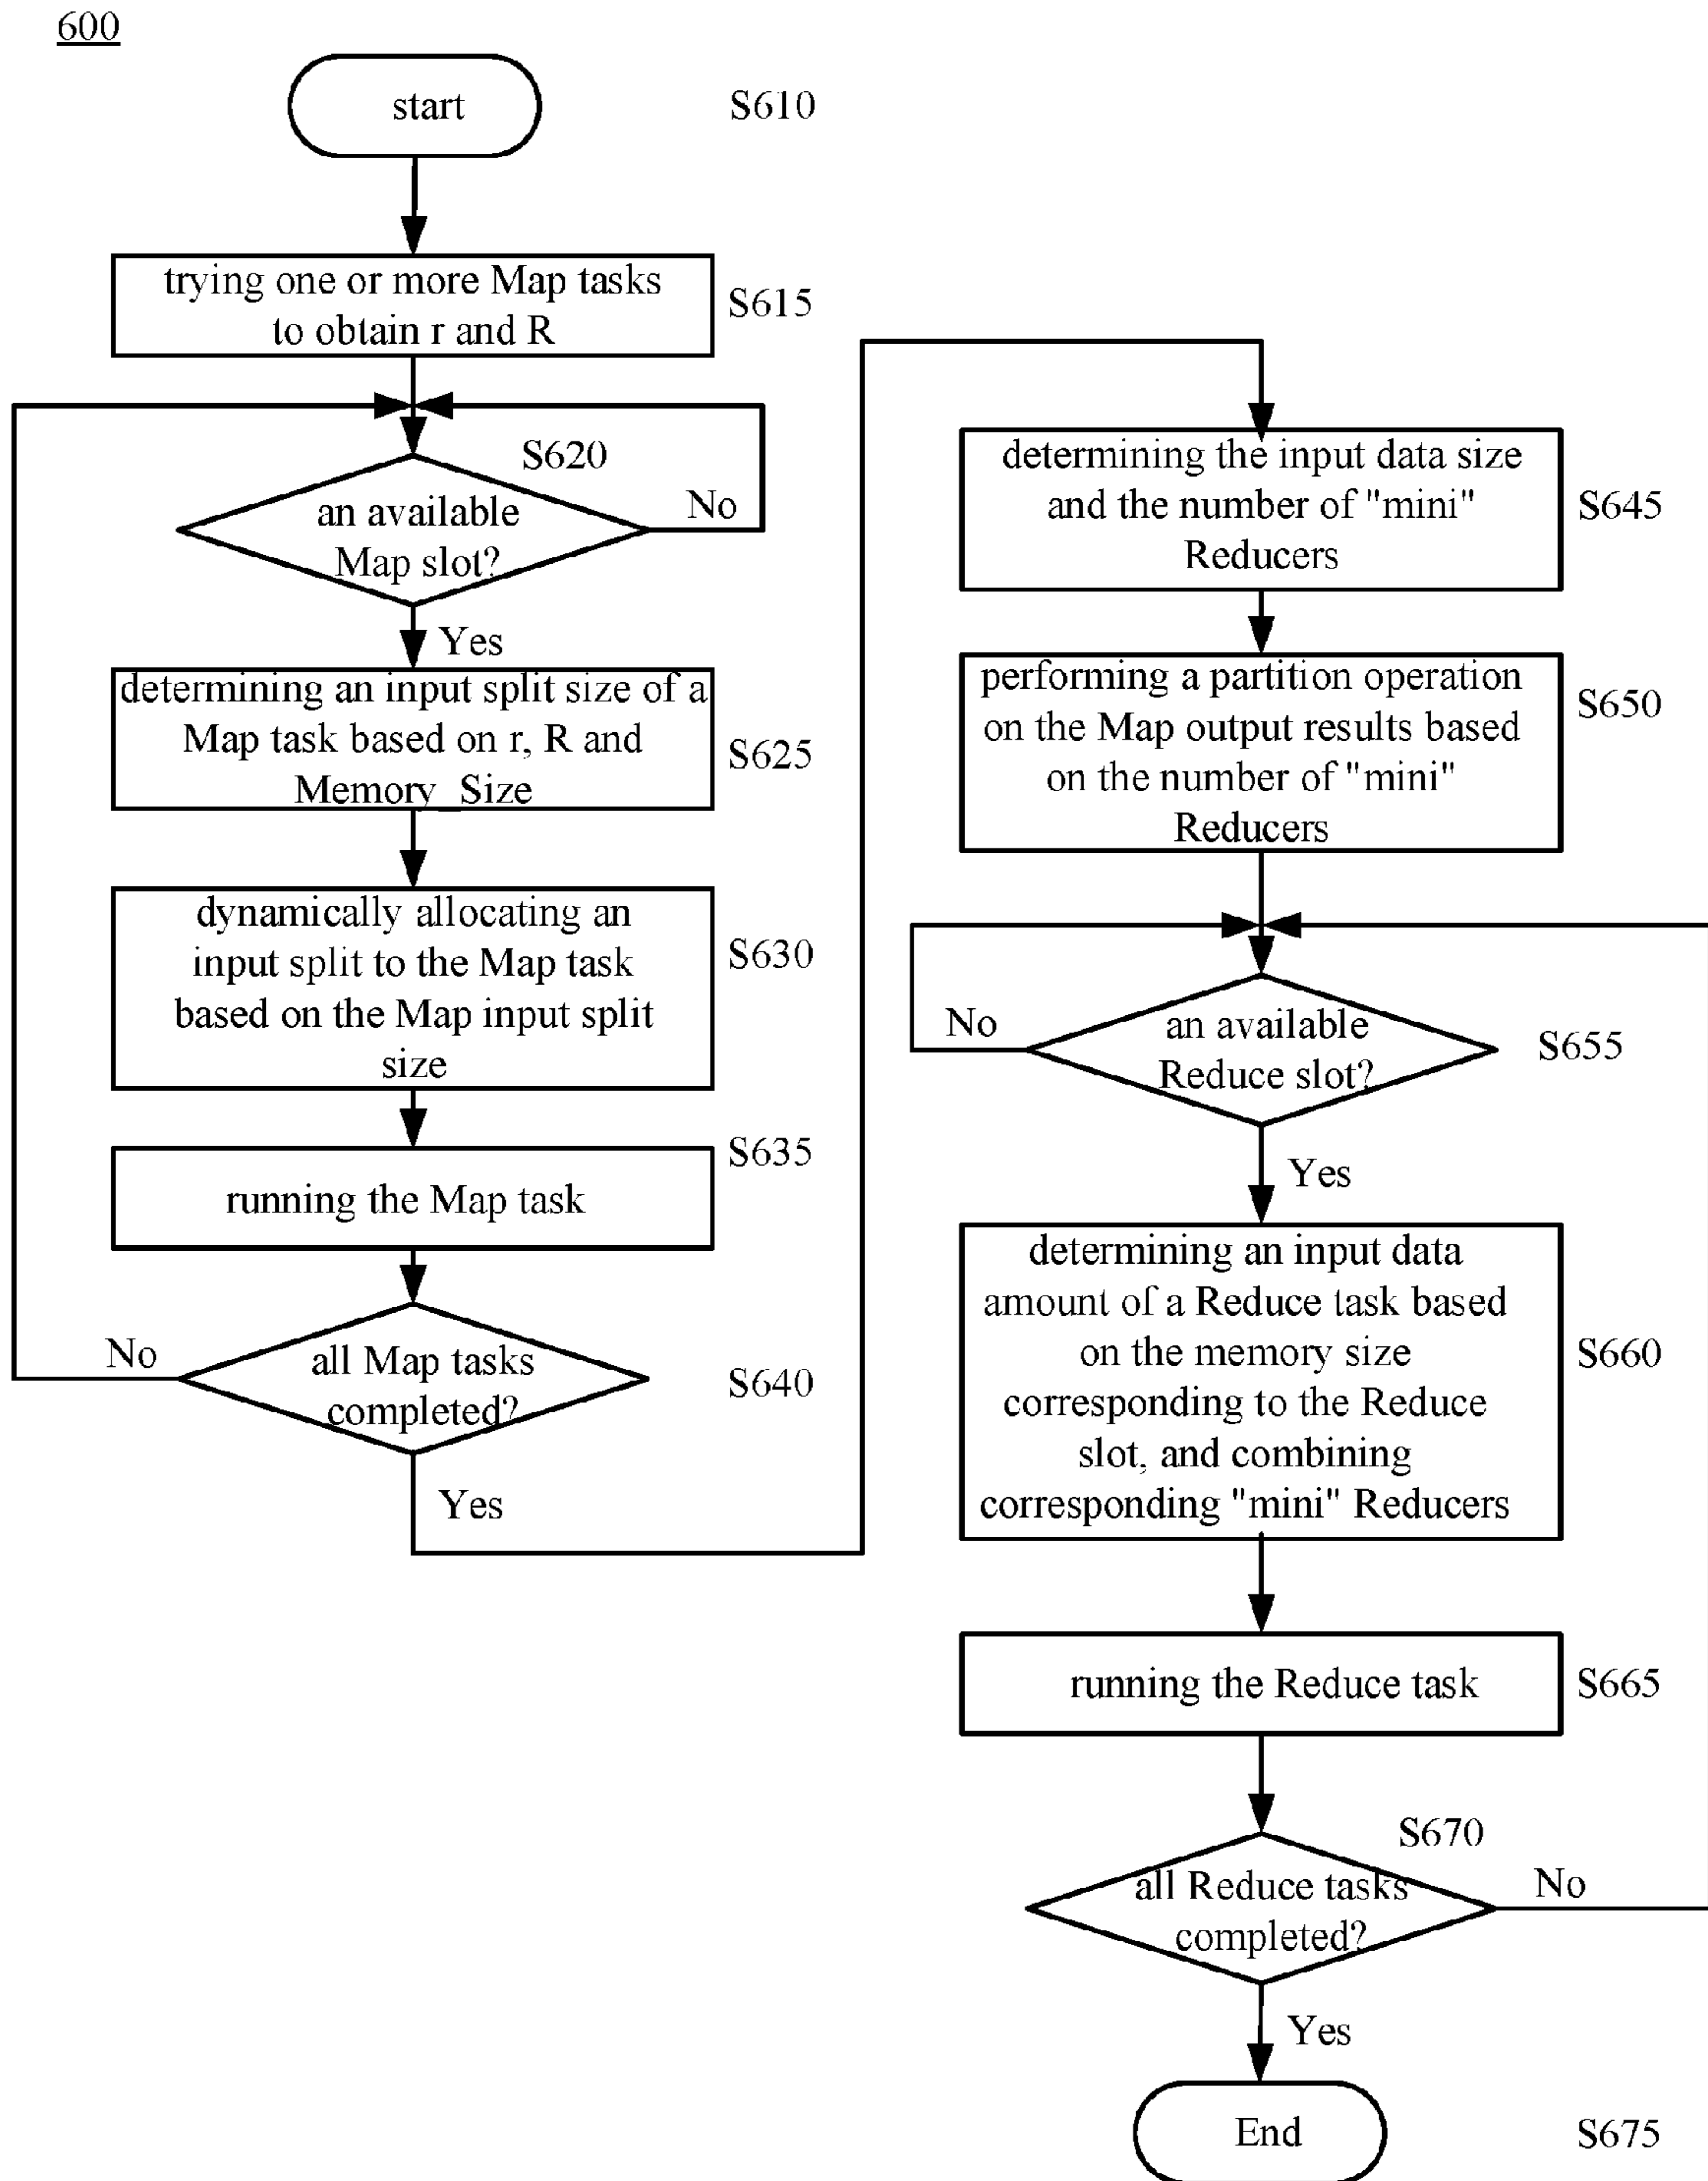 600
start
S610
trying one or more Map tasks
to obtain r and R
S615
S620
an available
Map slot?
No
Yes
determining an input split size of a
Map task based on r, R and
Memory_Size
S625
dynamically allocating an
input split to the Map task
based on the Map input split
size
S630
S635
running the Map task
all Map tasks
completed?
No
S640
Yes
determining the input data size
and the number of "mini"
Reducers
S645
performing a partition operation
on the Map output results based
on the number of "mini"
Reducers
S650
an available
Reduce slot?
No
S655
Yes
determining an input data
amount of a Reduce task based
on the memory size
corresponding to the Reduce
slot, and combining
corresponding "mini" Reducers
S660
running the Reduce task
S665
S670
all Reduce tasks
completed?
No
Yes
End
S675